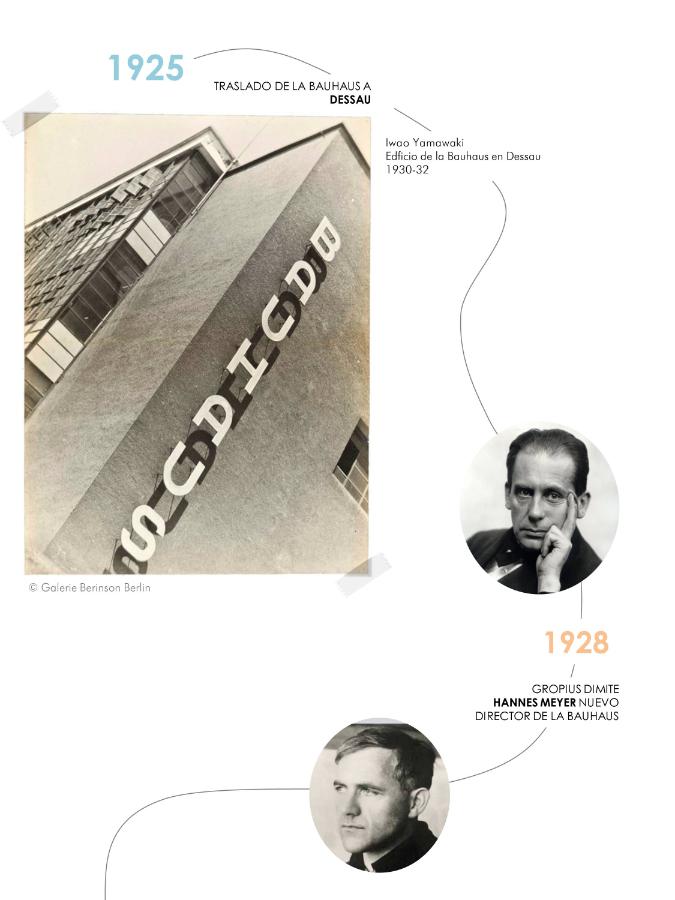 1925
TRASLADO DE LA BAUHAUS A
DESSAU
Iwao Yamawaki
Edficio de la Bauhaus en Dessau
1930-32
BAUHAUS
© Galerie Berinson Berlin
1928
GROPIUS DIMITE
HANNES MEYER NUEVO
DIRECTOR DE LA BAUHAUS